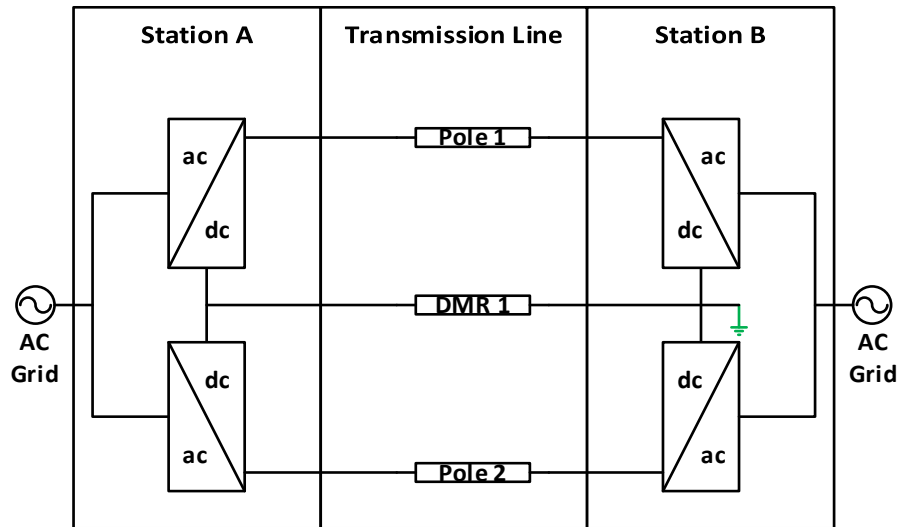 Station A
Transmission Line
Station B
ac
dc
Pole 1
ac
dc
AC
Grid
DMR 1
AC
Grid
dc
ac
Pole 2
dc
ac